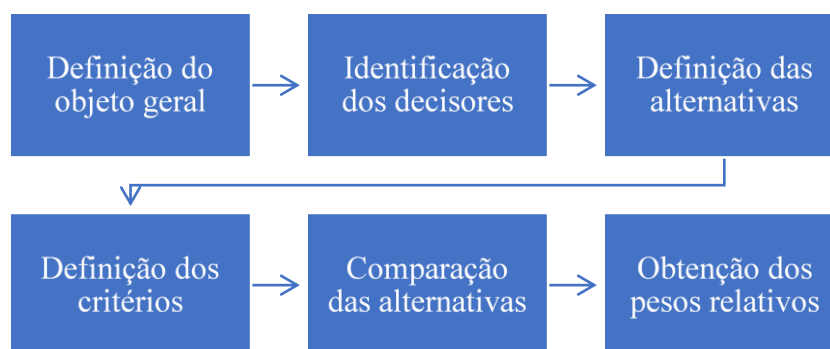 Definição do
objeto geral
Identificação
dos decisores
Definição das
alternativas
Definição dos
critérios
Comparação
das alternativas
Obtenção dos
pesos relativos